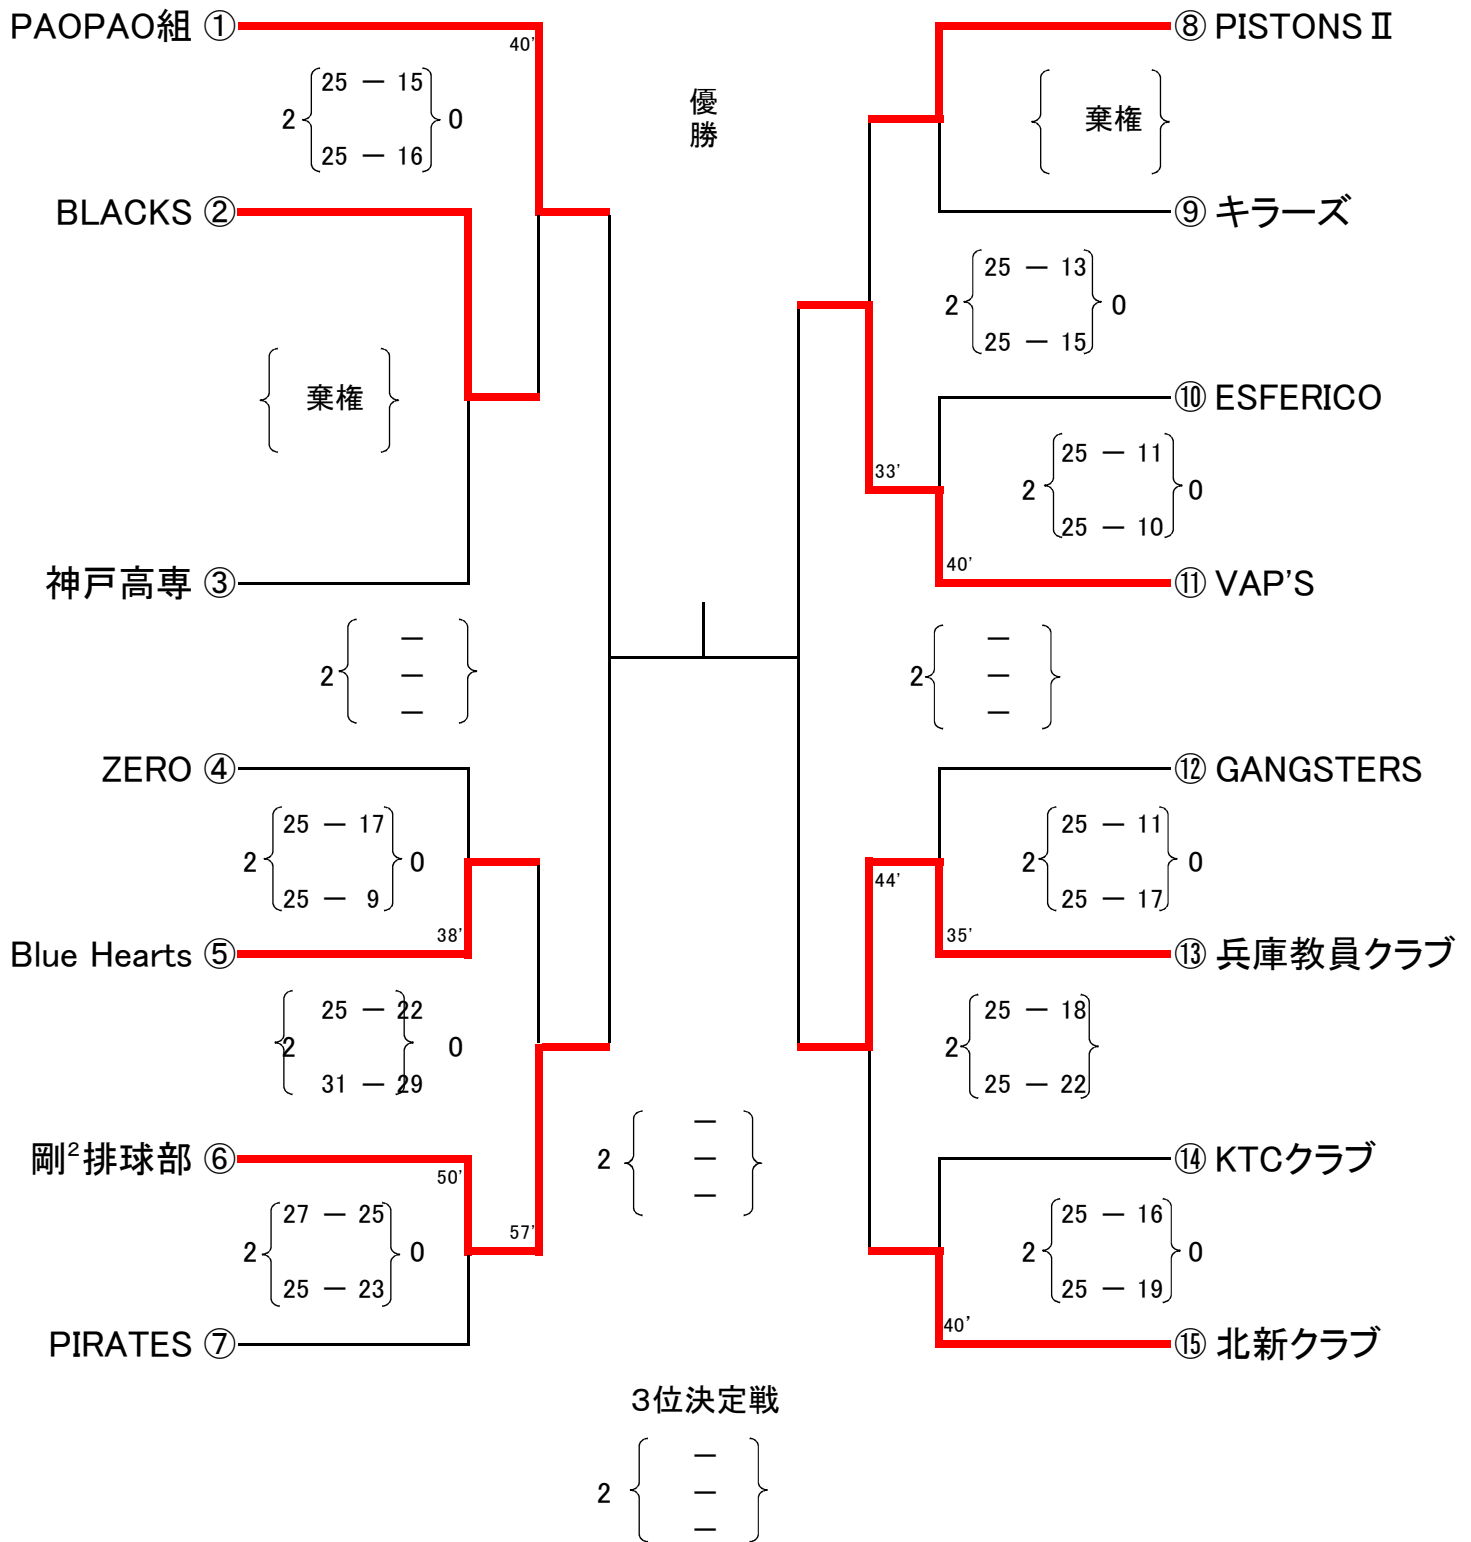 PAOPAO組 ①
40'
25 － 15
2 0
25 － 16
BLACKS ②
棄権
神戸高専 ③
－
2 －
－
ZERO ④
25 － 17
2 0
25 － 9
38'
Blue Hearts ⑤
25 － 22
2 0
31 － 29
剛²排球部 ⑥
50'
57'
27 － 25
2 0
25 － 23
PIRATES ⑦
優勝
－
2 －
－
3位決定戦
－
2 －
－
⑧ PISTONSⅡ
棄権
⑨ キラーズ
25 － 13
2 0
25 － 15
⑩ ESFERICO
33'
25 － 11
2 0
25 － 10
40'
⑪ VAP'S
－
2 －
－
⑫ GANGSTERS
25 － 11
2 0
25 － 17
44'
35'
⑬ 兵庫教員クラブ
25 － 18
2
25 － 22
⑭ KTCクラブ
25 － 16
2 0
25 － 19
40'
⑮ 北新クラブ